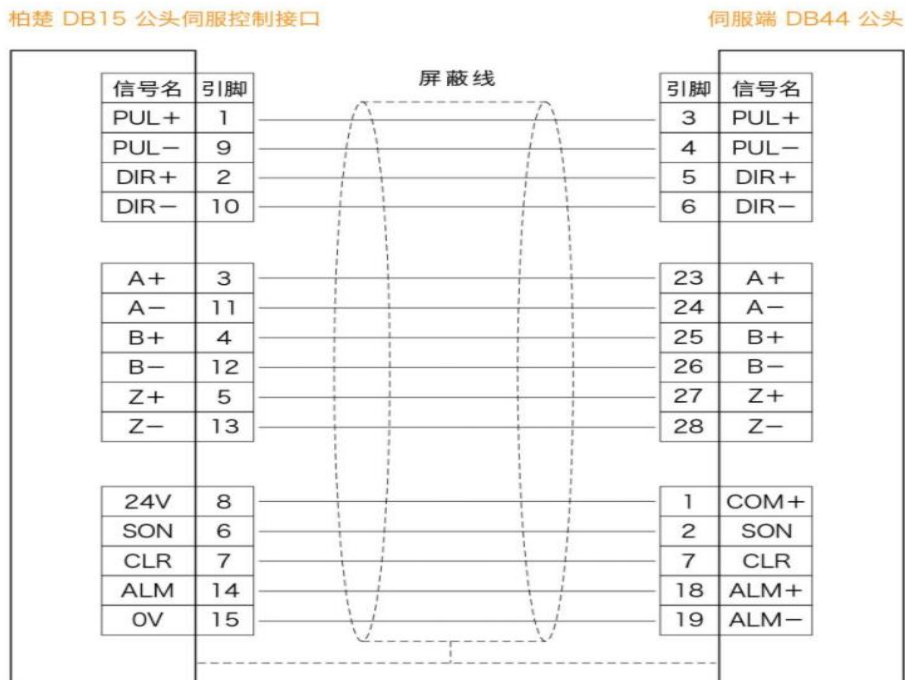 柏楚 DB15 公头伺服控制接口 伺服端 DB44 公头
屏蔽线
信号名 引脚 引脚 信号名
PUL+ 1 3 PUL+
PUL− 9 4 PUL−
DIR+ 2 5 DIR+
DIR− 10 6 DIR−
A+ 3 23 A+
A− 11 24 A−
B+ 4 25 B+
B− 12 26 B−
Z+ 5 27 Z+
Z− 13 28 Z−
24V 8 1 COM+
SON 6 2 SON
CLR 7 7 CLR
ALM 14 18 ALM+
0V 15 19 ALM−